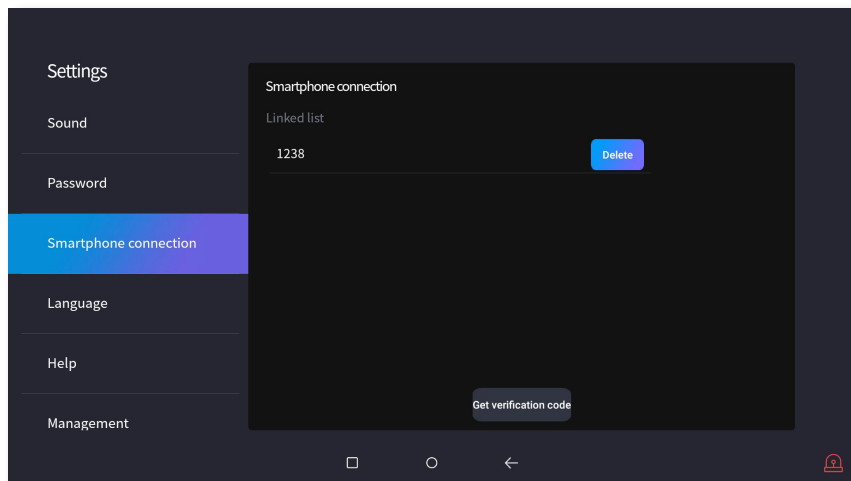 Settings
Sound
Password
Smartphone connection
Language
Help
Management
Smartphone connection
Linked list
1238
Delete
Get verification code